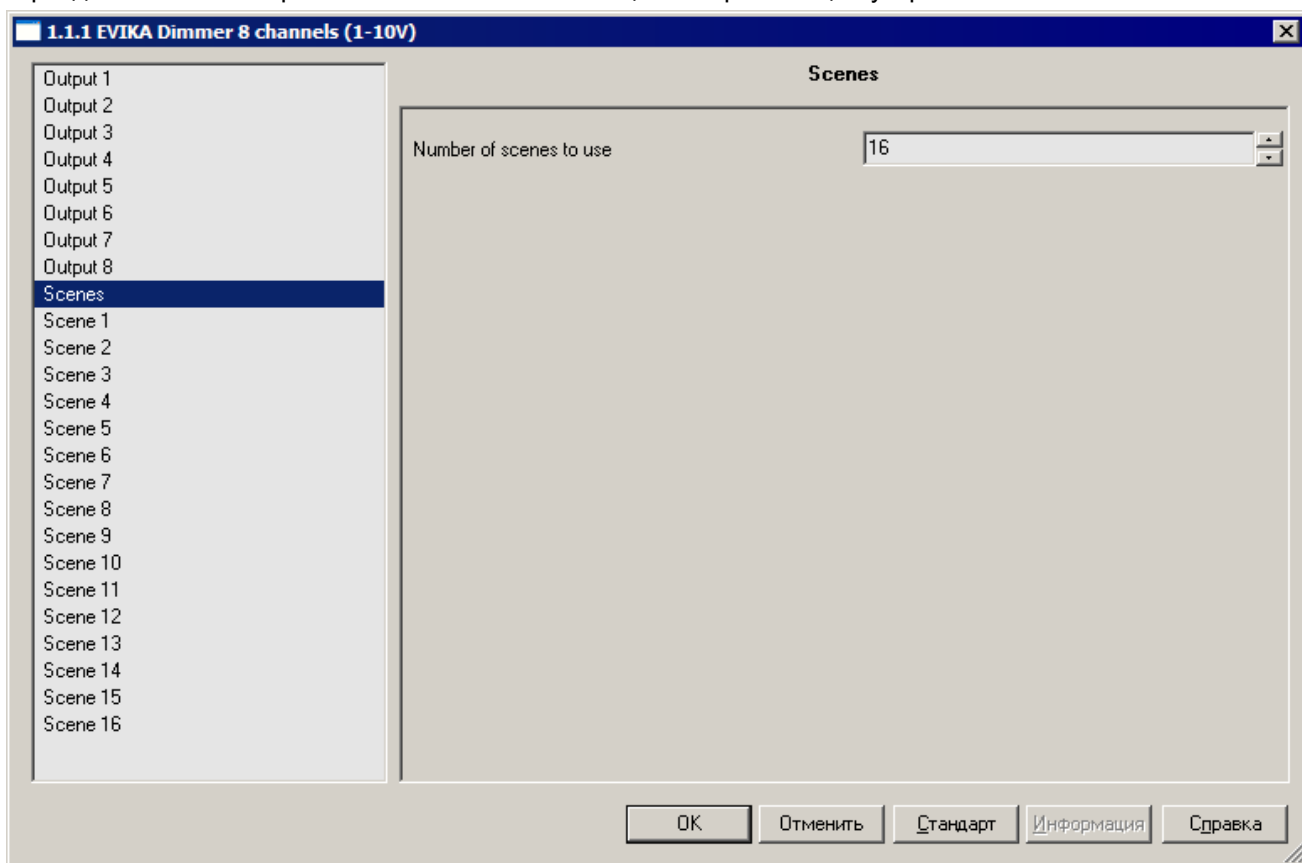 1.1.1 EVIKA Dimmer 8 channels (1-10V)
Output 1
Output 2
Output 3
Output 4
Output 5
Output 6
Output 7
Output 8
Scenes
Scene 1
Scene 2
Scene 3
Scene 4
Scene 5
Scene 6
Scene 7
Scene 8
Scene 9
Scene 10
Scene 11
Scene 12
Scene 13
Scene 14
Scene 15
Scene 16
Scenes
Number of scenes to use 16
OK Отменить Стандарт Информация Справка